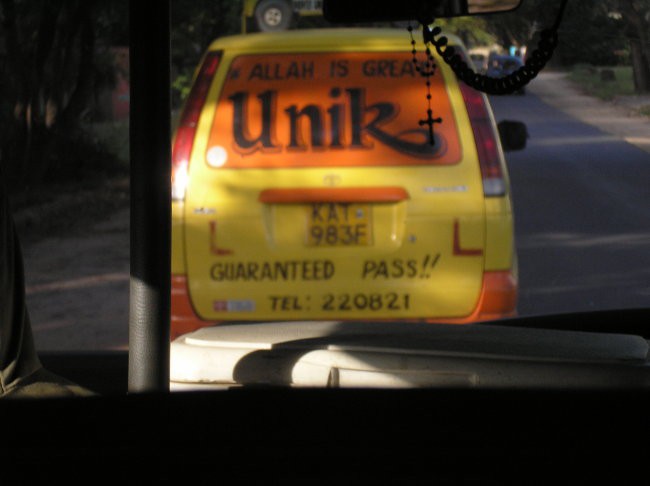 ALLAH IS GREAT
Unik
KAT
983F
L L
GUARANTEED PASS!!
TEL: 220821